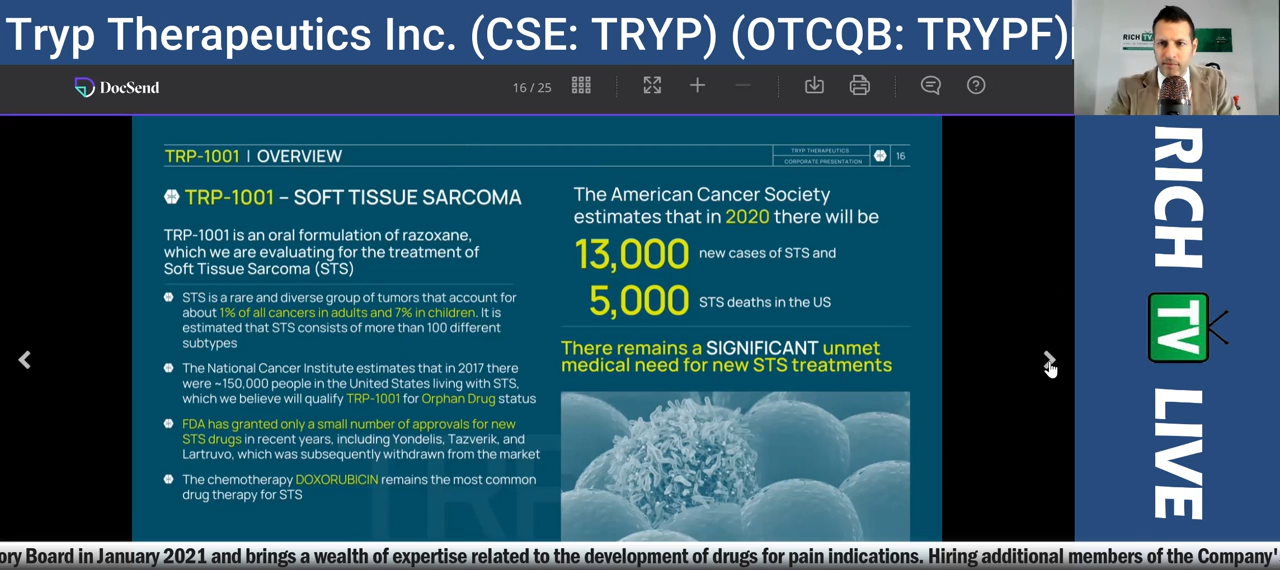 Tryp Therapeutics Inc. (CSE: TRYP) (OTCQB: TRYPF)
RICH TV
DocSend
16 / 25
TRP-1001 | OVERVIEW
TRYP THERAPEUTICS
CORPORATE PRESENTATION
16
TRP-1001 – SOFT TISSUE SARCOMA
TRP-1001 is an oral formulation of razoxane,
which we are evaluating for the treatment of
Soft Tissue Sarcoma (STS)
STS is a rare and diverse group of tumors that account for
about 1% of all cancers in adults and 7% in children. It is
estimated that STS consists of more than 100 different
subtypes
The National Cancer Institute estimates that in 2017 there
were ~150,000 people in the United States living with STS,
which we believe will qualify TRP-1001 for Orphan Drug status
FDA has granted only a small number of approvals for new
STS drugs in recent years, including Yondelis, Tazverik, and
Lartruvo, which was subsequently withdrawn from the market
The chemotherapy DOXORUBICIN remains the most common
drug therapy for STS
The American Cancer Society
estimates that in 2020 there will be
13,000 new cases of STS and
5,000 STS deaths in the US
There remains a SIGNIFICANT unmet
medical need for new STS treatments
RICH TV LIVE
ory Board in January 2021 and brings a wealth of expertise related to the development of drugs for pain indications. Hiring additional members of the Company'